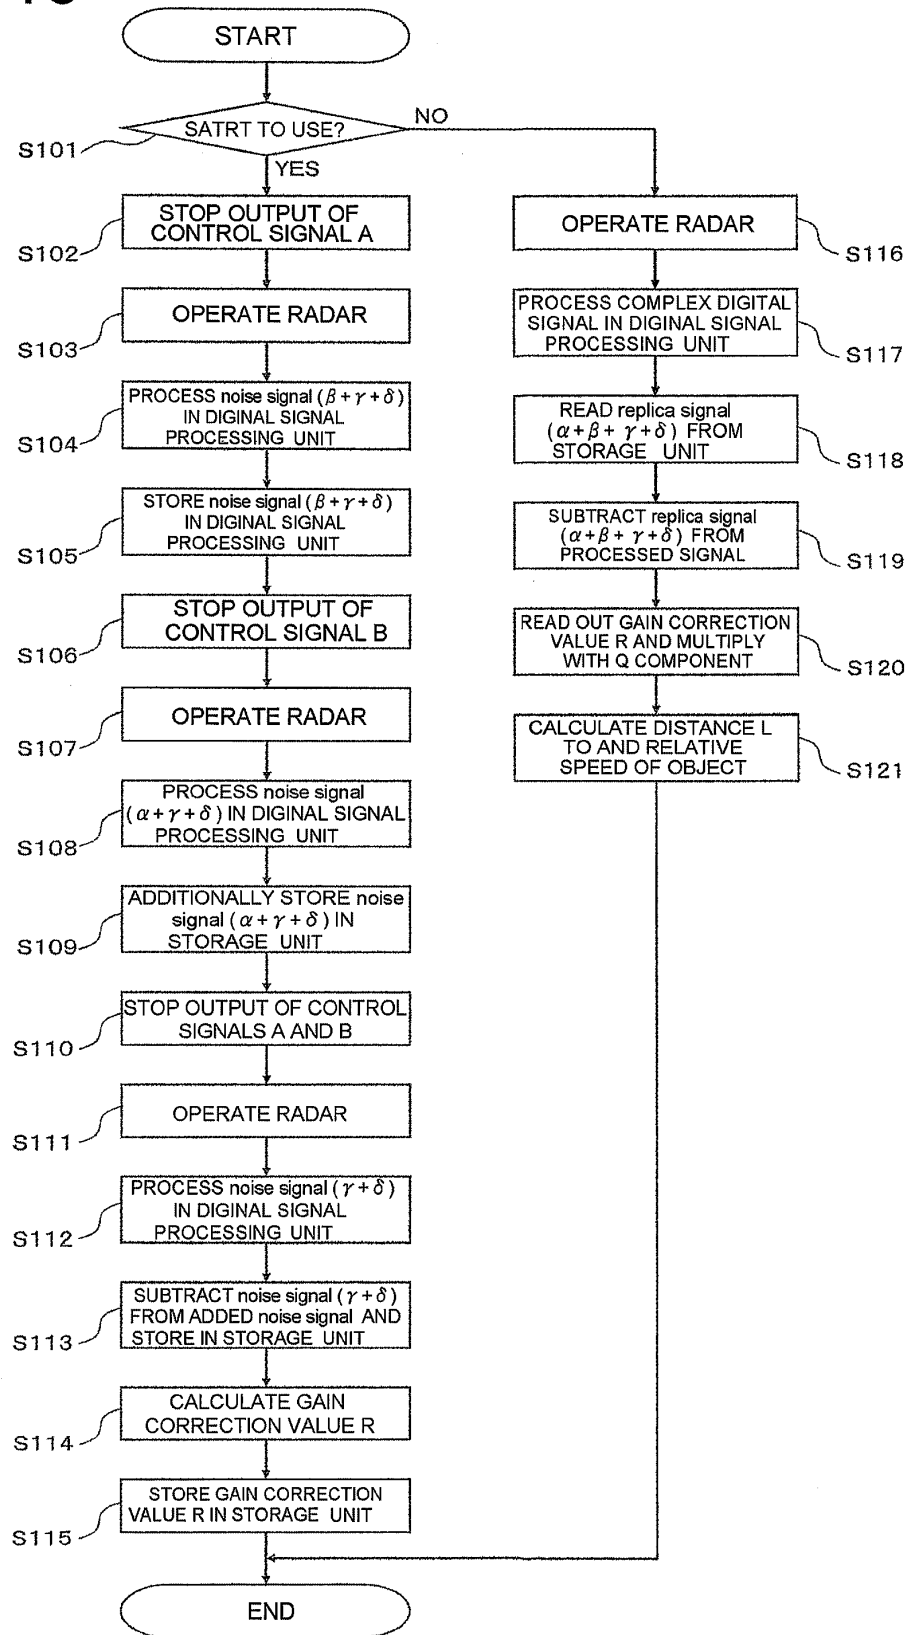 START
SATRT TO USE?
NO
S101
YES
STOP OUTPUT OF
CONTROL SIGNAL A
S102
OPERATE RADAR
S103
PROCESS noise signal (β+γ+δ)
IN DIGINAL SIGNAL
PROCESSING UNIT
S104
STORE noise signal (β+γ+δ)
IN DIGINAL SIGNAL
PROCESSING UNIT
S105
STOP OUTPUT OF
CONTROL SIGNAL B
S106
OPERATE RADAR
S107
PROCESS noise signal
(α+γ+δ) IN DIGINAL SIGNAL
PROCESSING UNIT
S108
ADDITIONALLY STORE noise
signal (α+γ+δ) IN
STORAGE UNIT
S109
STOP OUTPUT OF CONTROL
SIGNALS A AND B
S110
OPERATE RADAR
S111
PROCESS noise signal (γ+δ)
IN DIGINAL SIGNAL
PROCESSING UNIT
S112
SUBTRACT noise signal (γ+δ)
FROM ADDED noise signal AND
STORE IN STORAGE UNIT
S113
CALCULATE GAIN
CORRECTION VALUE R
S114
STORE GAIN CORRECTION
VALUE R IN STORAGE UNIT
S115
OPERATE RADAR
S116
PROCESS COMPLEX DIGITAL
SIGNAL IN DIGINAL SIGNAL
PROCESSING UNIT
S117
READ replica signal
(α+β+γ+δ) FROM
STORAGE UNIT
S118
SUBTRACT replica signal
(α+β+γ+δ) FROM
PROCESSED SIGNAL
S119
READ OUT GAIN CORRECTION
VALUE R AND MULTIPLY
WITH Q COMPONENT
S120
CALCULATE DISTANCE L
TO AND RELATIVE
SPEED OF OBJECT
S121
END